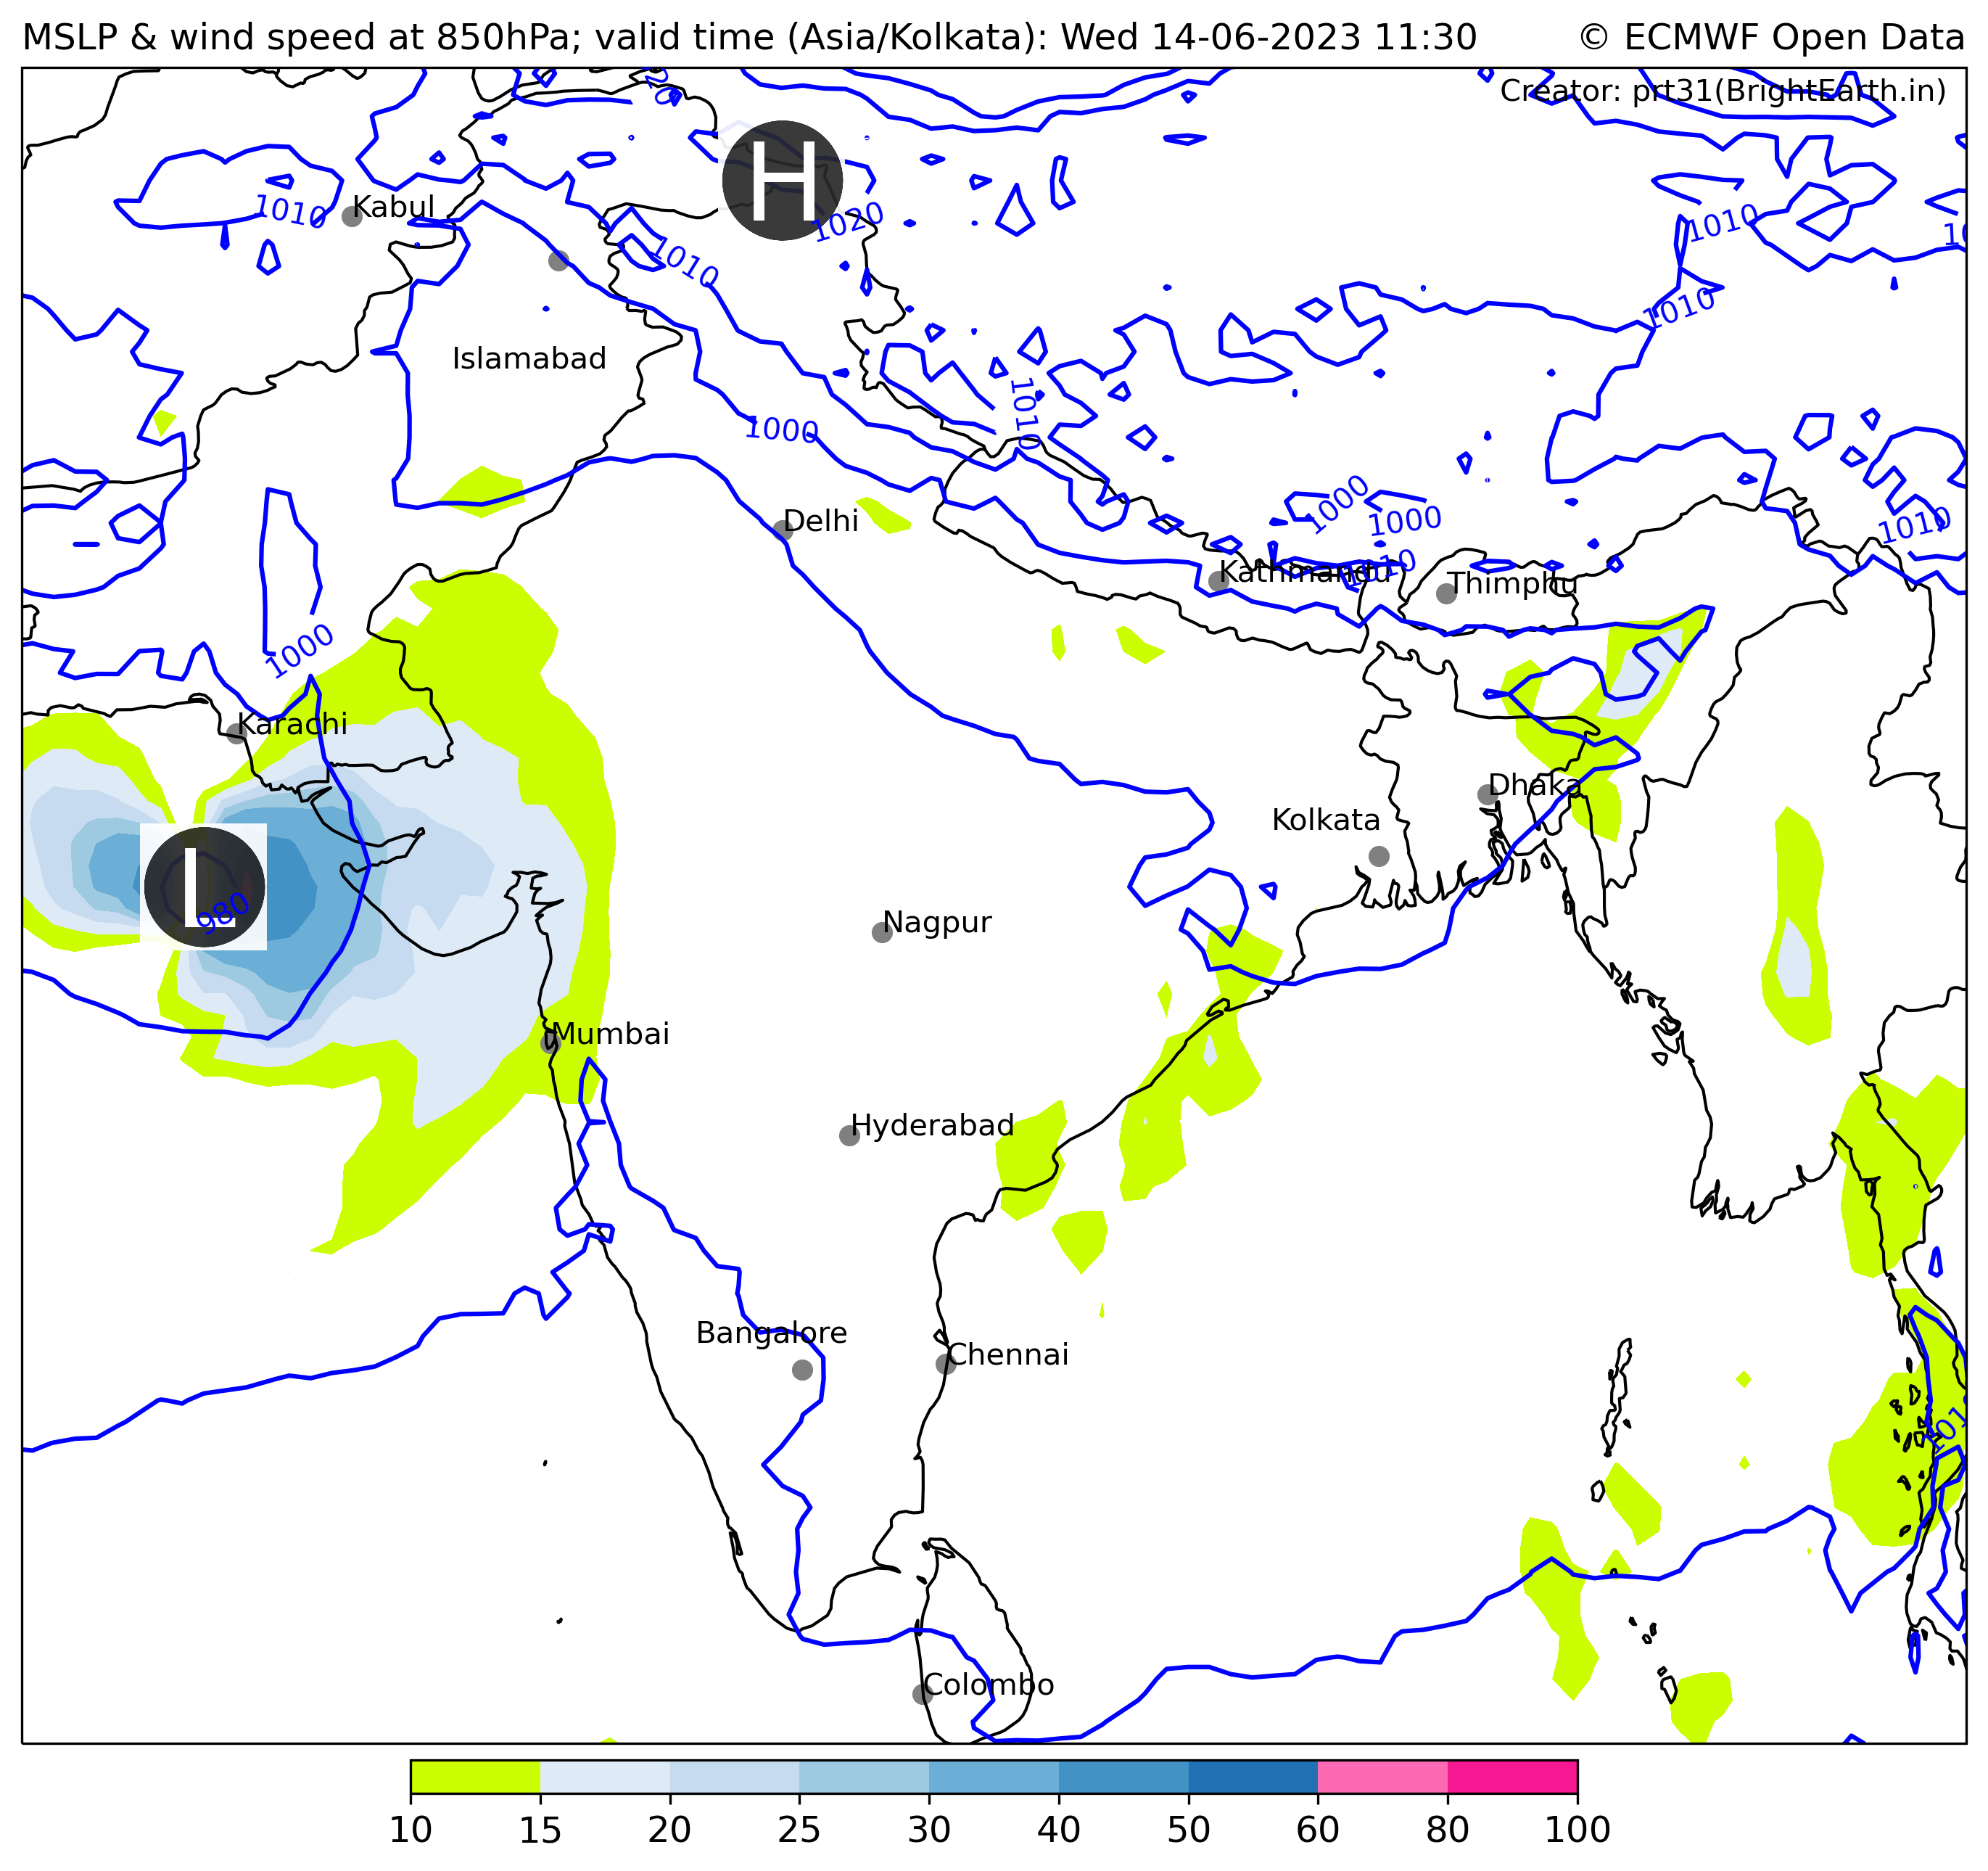 MSLP & wind speed at 850hPa; valid time (Asia/Kolkata): Wed 14-06-2023 11:30
© ECMWF Open Data
Creator: prt31(BrightEarth.in)
20
H
1010
Kabul
1020
1010
1010
1010
1010
Islamabad
1010
1000
1000
1000
1010
Delhi
1010
Kathmandu
Thimphu
1000
Karachi
Dhaka
Kolkata
L
980
Nagpur
Mumbai
Hyderabad
Bangalore
Chennai
Colombo
10 15 20 25 30 40 50 60 80 100